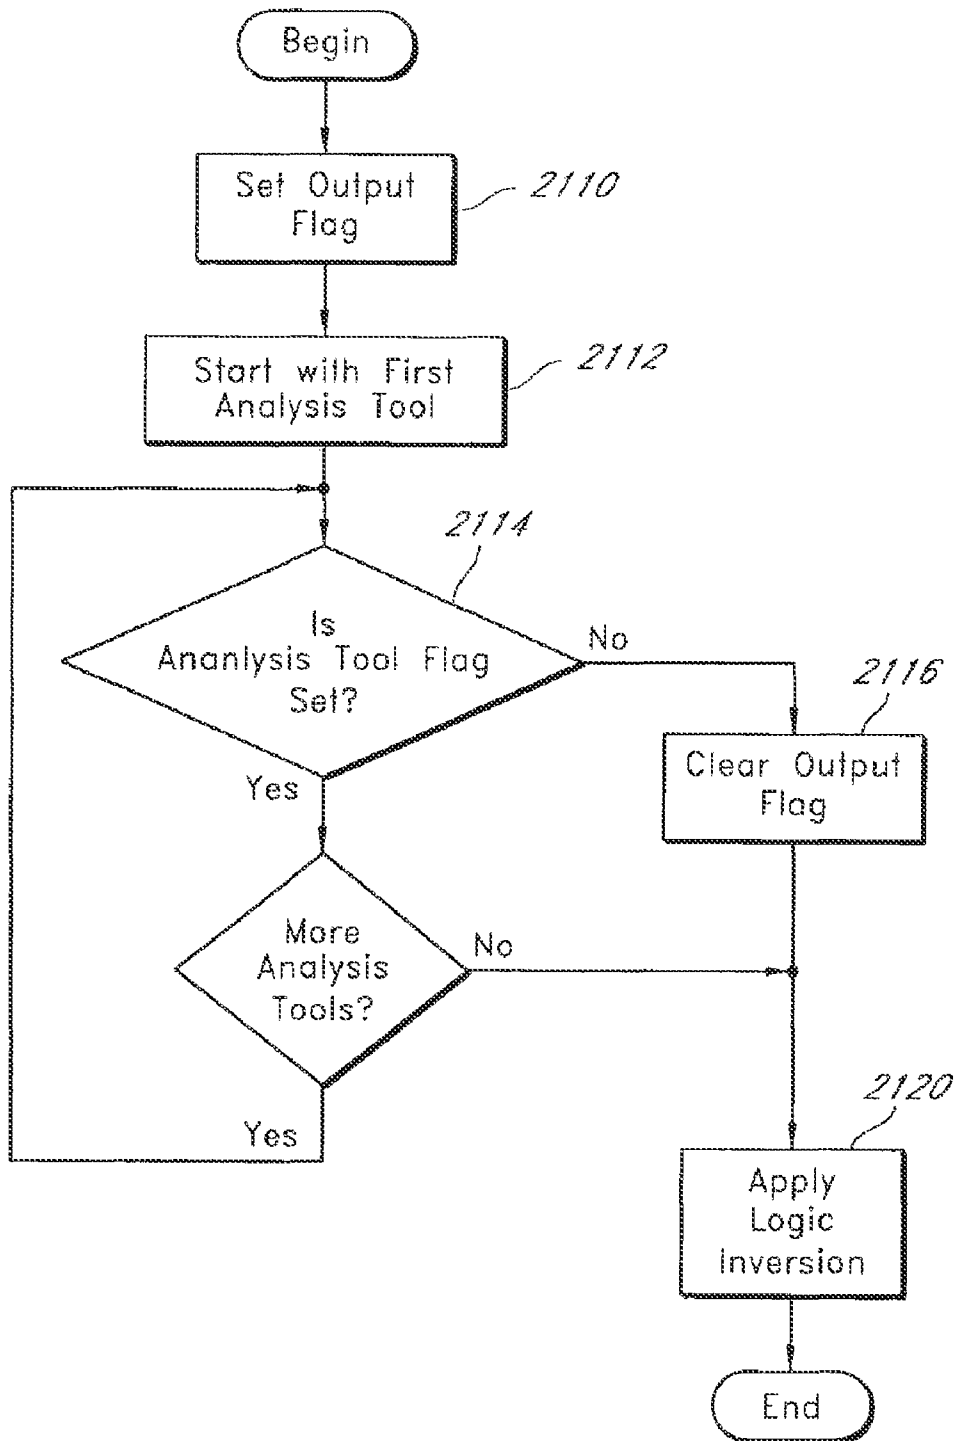 Begin
Set Output
Flag
2110
Start with First
Analysis Tool
2112
2114
Is
Ananlysis Tool Flag
Set?
No
Yes
2116
Clear Output
Flag
More
Analysis
Tools?
No
Yes
2120
Apply
Logic
Inversion
End